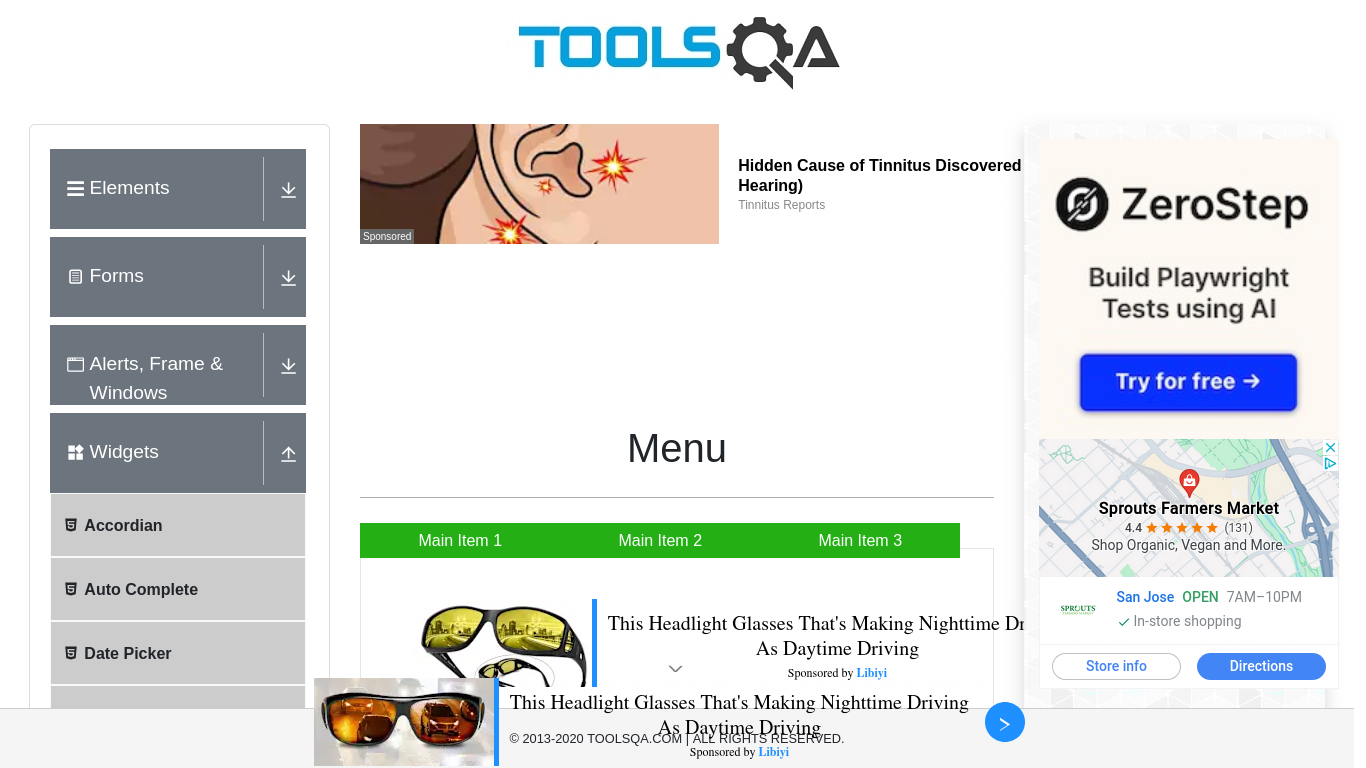 TOOLSQA
Elements
Forms
Alerts, Frame &
Windows
Widgets
Accordian
Auto Complete
Date Picker
Sponsored
Hidden Cause of Tinnitus Discovered
Hearing)
Tinnitus Reports
Menu
Main Item 1
Main Item 2
Main Item 3
This Headlight Glasses That's Making Nighttime Dr
As Daytime Driving
Sponsored by Libiyi
This Headlight Glasses That's Making Nighttime Driving
As Daytime Driving
Sponsored by Libiyi
© 2013-2020 TOOLSQA.COM | ALL RIGHTS RESERVED.
ZeroStep
Build Playwright
Tests using AI
Try for free →
Sprouts Farmers Market
4.4 ★★★★★ (131)
Shop Organic, Vegan and More.
SPROUTS
San Jose OPEN 7AM–10PM
In-store shopping
Store info
Directions